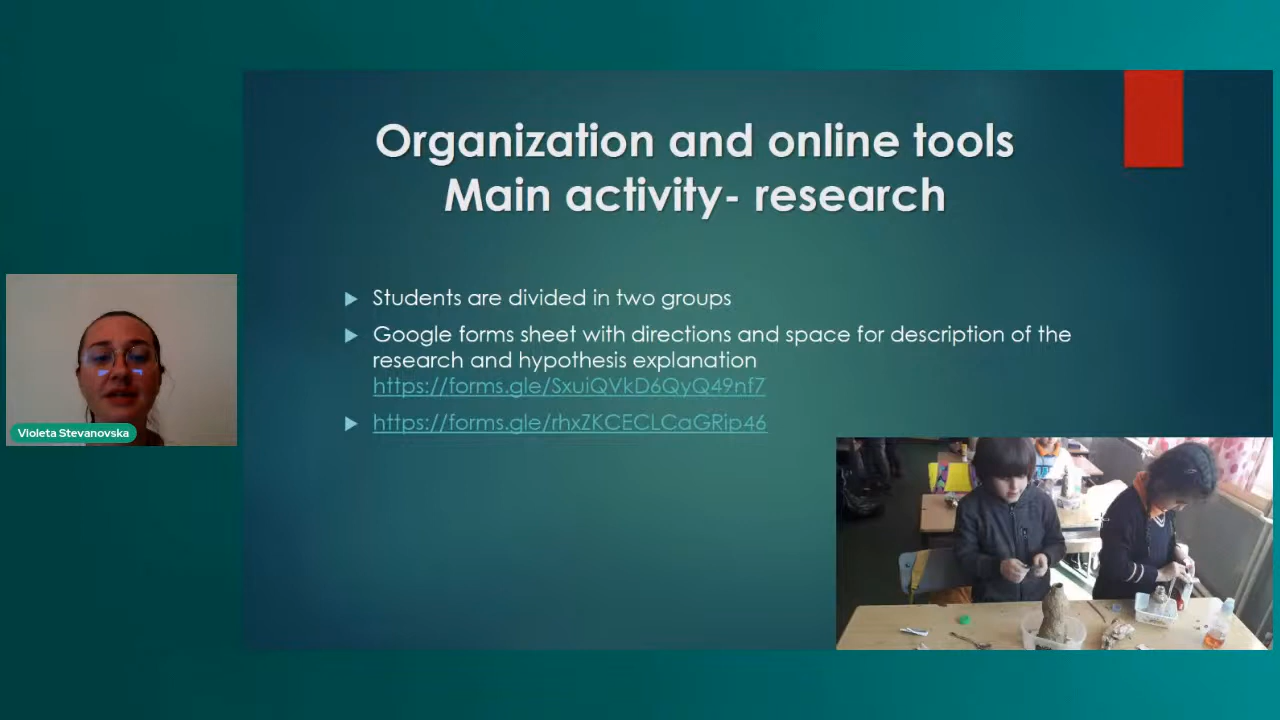 Organization and online tools
Main activity- research
Students are divided in two groups
Google forms sheet with directions and space for description of the
research and hypothesis explanation
https://forms.gle/SxuiQVkD6QyQ49nf7
https://forms.gle/rhxZKCECLCaGRip46
Violeta Stevanovska